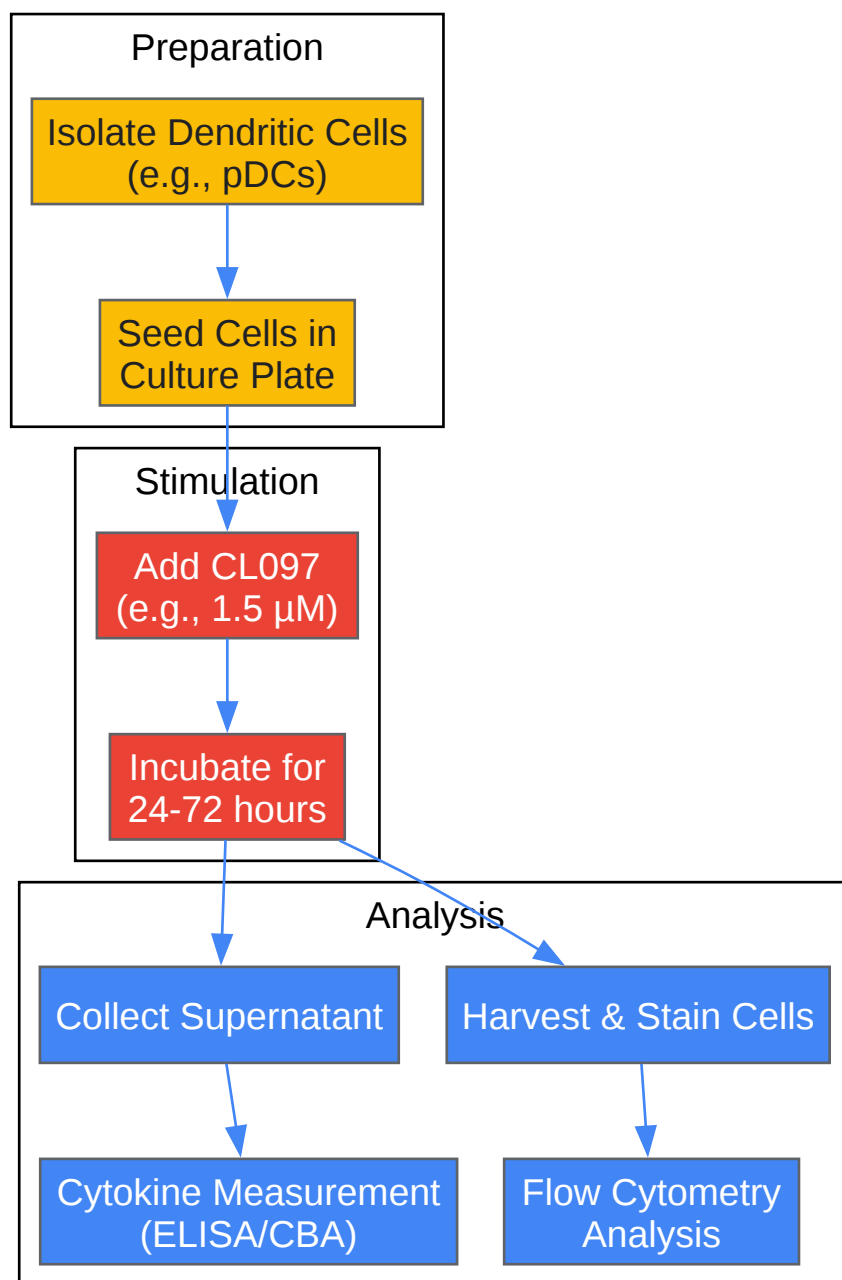 Preparation
Isolate Dendritic Cells
(e.g., pDCs)
Seed Cells in
Culture Plate
Stimulation
Add CL097
(e.g., 1.5 µM)
Incubate for
24-72 hours
Analysis
Collect Supernatant
Harvest & Stain Cells
Cytokine Measurement
(ELISA/CBA)
Flow Cytometry
Analysis